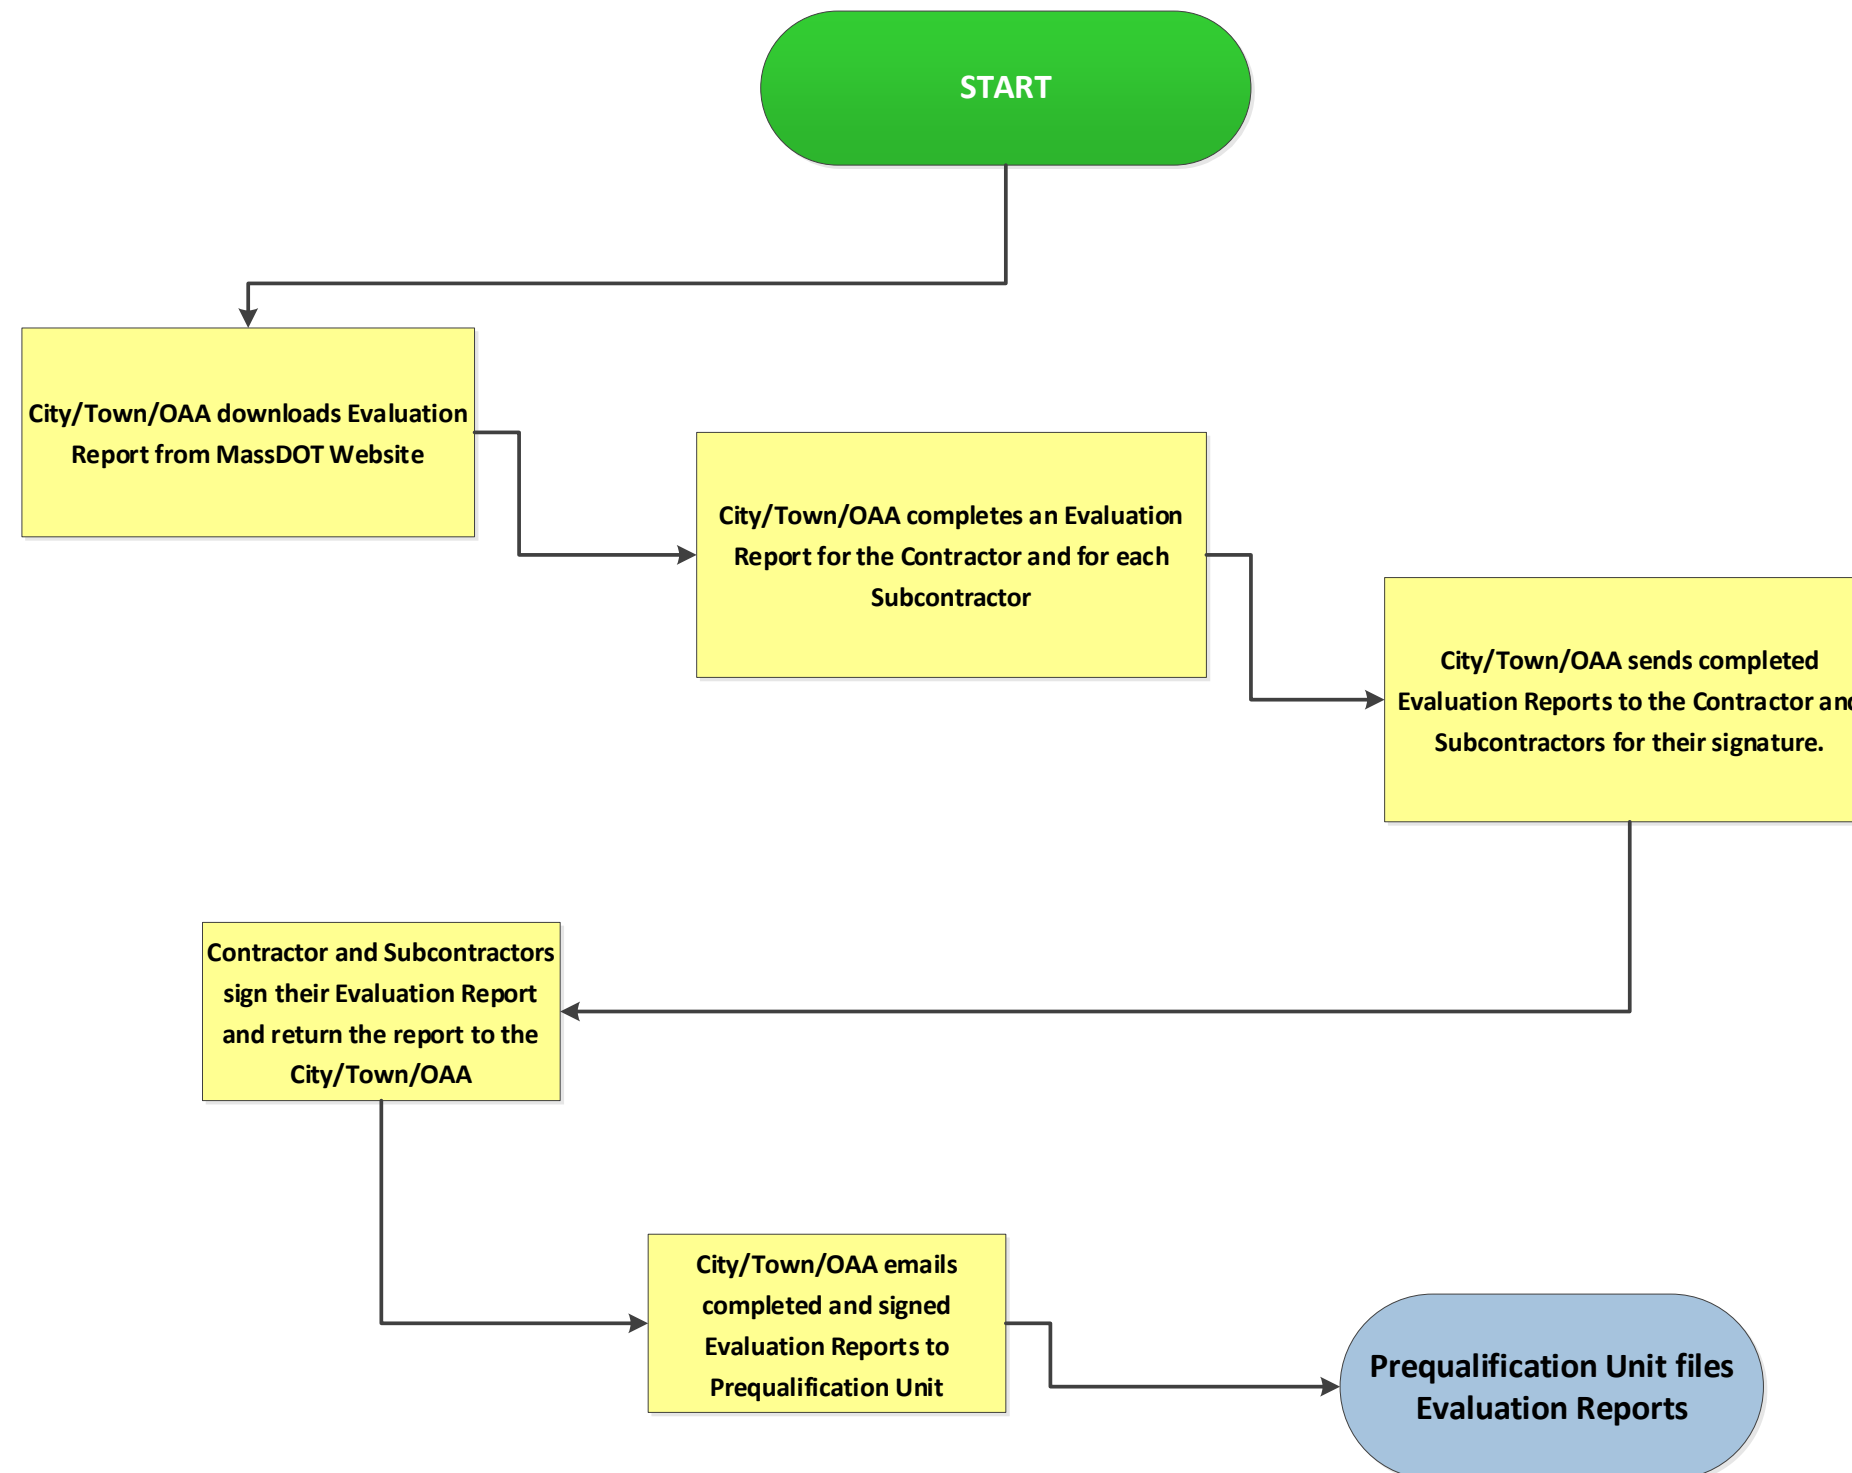 START
City/Town/OAA downloads Evaluation
Report from MassDOT Website
City/Town/OAA completes an Evaluation
Report for the Contractor and for each
Subcontractor
City/Town/OAA sends completed
Evaluation Reports to the Contractor and
Subcontractors for their signature.
Contractor and Subcontractors
sign their Evaluation Report
and return the report to the
City/Town/OAA
City/Town/OAA emails
completed and signed
Evaluation Reports to
Prequalification Unit
Prequalification Unit files
Evaluation Reports